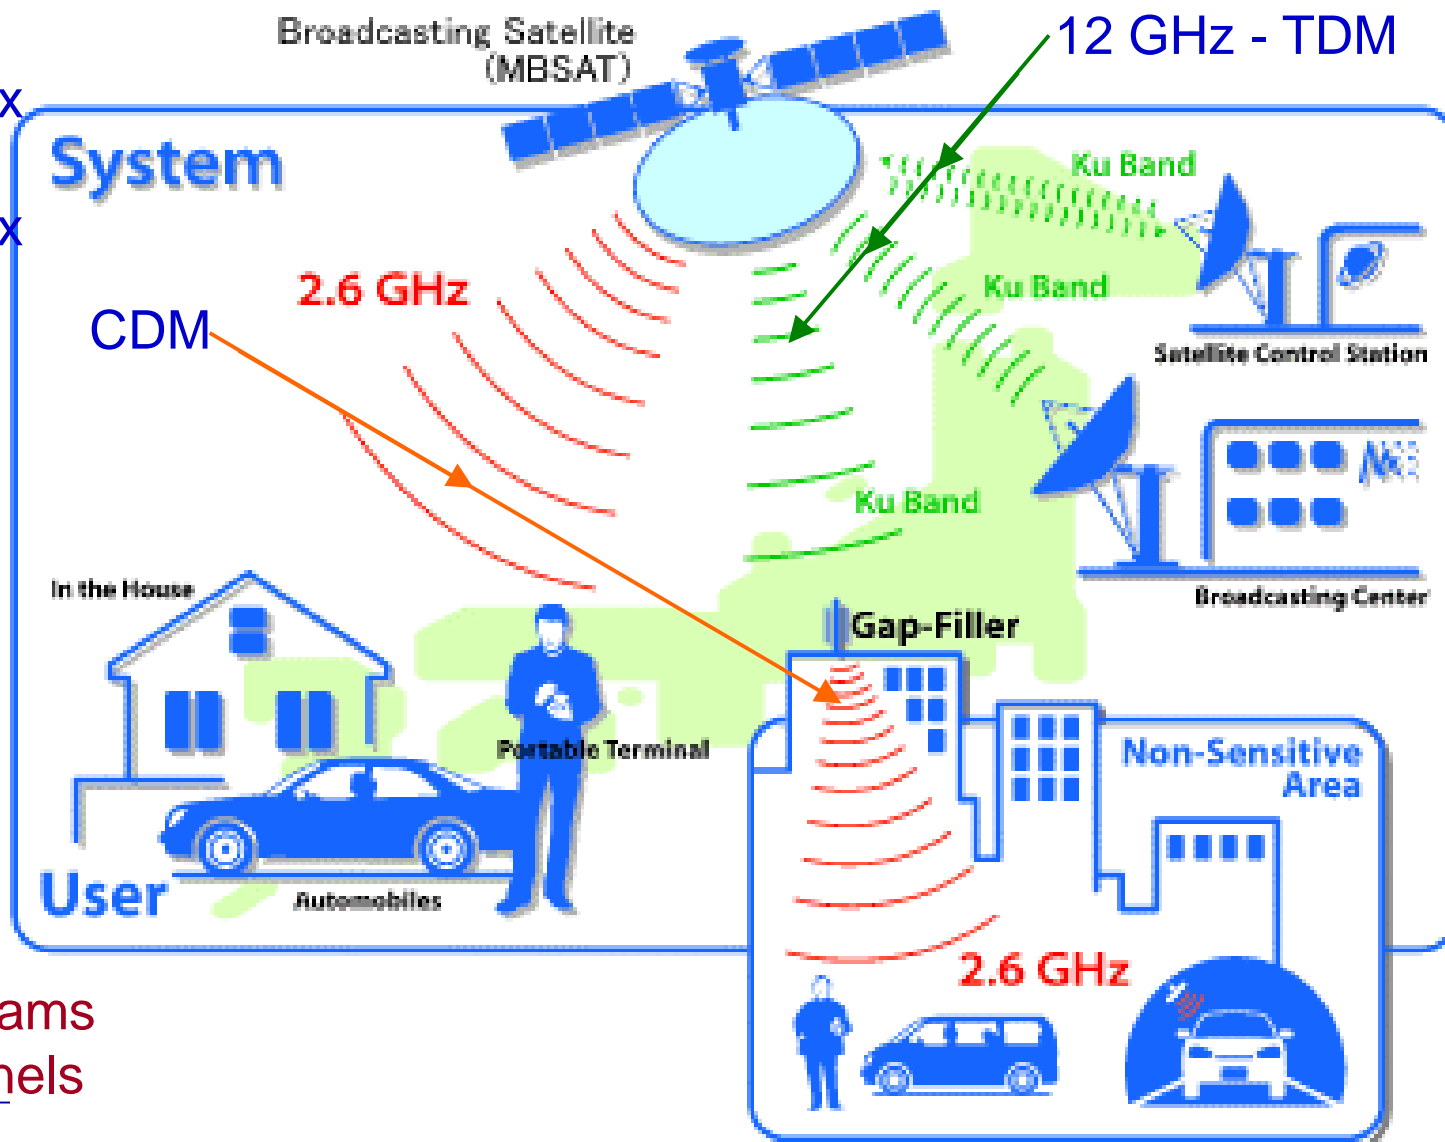 Broadcasting Satellite
(MBSAT)
12 GHz - TDM
x
System
Ku Band
x
2.6 GHz
Ku Band
CDM
Satellite Control Station
Ku Band
In the House
Broadcasting Center
Gap-Filler
Portable Terminal
Non-Sensitive
Area
User
Automobiles
2.6 GHz
ams
nels